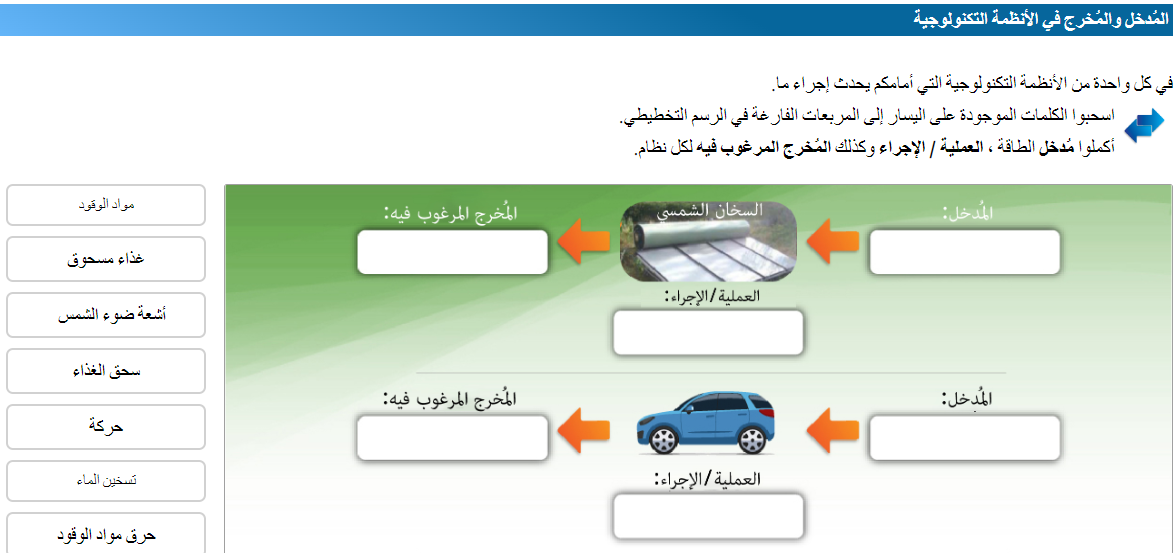 المُدخل والمُخرج في الأنظمة التكنولوجية
في كل واحدة من الأنظمة التكنولوجية التي أمامكم يحدث إجراء ما.
اسحبوا الكلمات الموجودة على اليسار إلى المربعات الفارغة في الرسم التخطيطي.
أكملوا مُدخل الطاقة ، العملية / الإجراء وكذلك المُخرج المرغوب فيه لكل نظام.
المُدخل:
السخان الشمسي
المُخرج المرغوب فيه:
العملية/الإجراء:
المُدخل:
المُخرج المرغوب فيه:
العملية/الإجراء:
مواد الوقود
غذاء مسحوق
أشعة ضوء الشمس
سحق الغذاء
حركة
تسخين الماء
حرق مواد الوقود